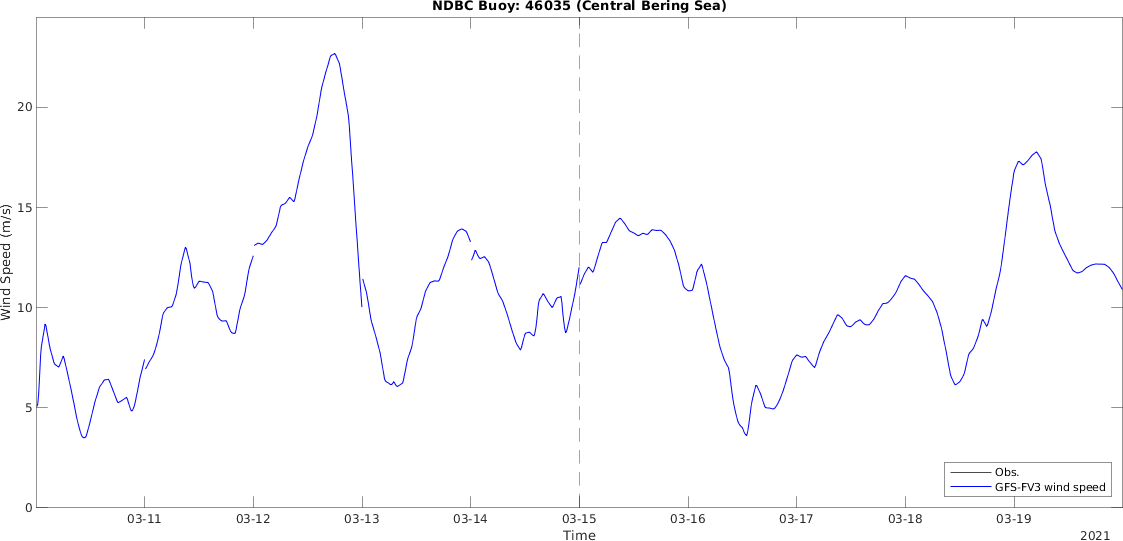 NDBC Buoy: 46035 (Central Bering Sea)
20
15
10
5
0
Wind Speed (m/s)
03-11 03-12 03-13 03-14 03-15 03-16 03-17 03-18 03-19
Time
2021
Obs.
GFS-FV3 wind speed